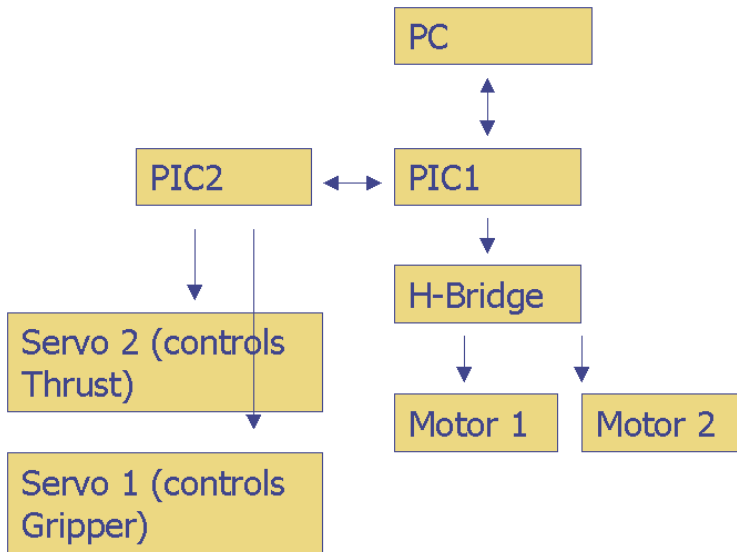 PC
PIC2
PIC1
H-Bridge
Servo 2 (controls
Thrust)
Motor 1
Motor 2
Servo 1 (controls
Gripper)